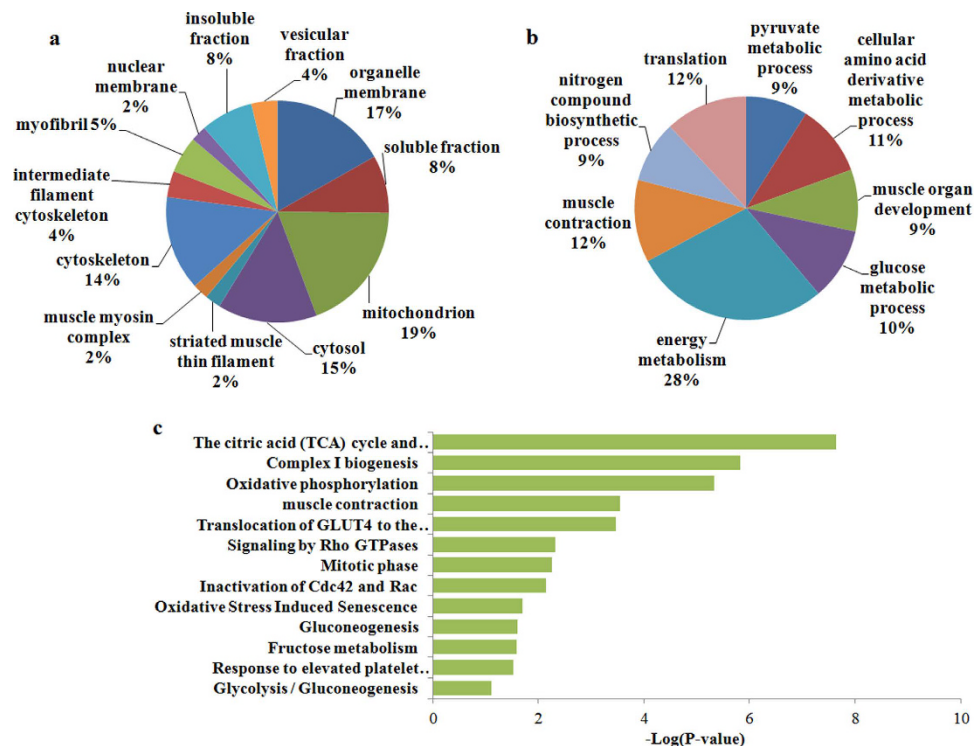 a
insoluble fraction
8%
vesicular fraction
4%
organelle
membrane
17%
soluble fraction
8%
mitochondrion
19%
cytosol
15%
striated muscle
thin filament
2%
muscle myosin
complex
2%
cytoskeleton
14%
intermediate
filament
cytoskeleton
4%
myofibril 5%
nuclear
membrane
2%
b
pyruvate
metabolic
process
9%
cellular
amino acid
derivative
metabolic
process
11%
muscle organ
development
9%
glucose
metabolic
process
10%
energy
metabolism
28%
muscle
contraction
12%
nitrogen
compound
biosynthetic
process
9%
translation
12%
c
The citric acid (TCA) cycle and ..
Complex I biogenesis
Oxidative phosphorylation
muscle contraction
Translocation of GLUT4 to the ..
Signaling by Rho GTPases
Mitotic phase
Inactivation of Cdc42 and Rac
Oxidative Stress Induced Senescence
Gluconeogenesis
Fructose metabolism
Response to elevated platelet ..
Glycolysis / Gluconeogenesis
0 2 4 6 8 10
-Log(P-value)